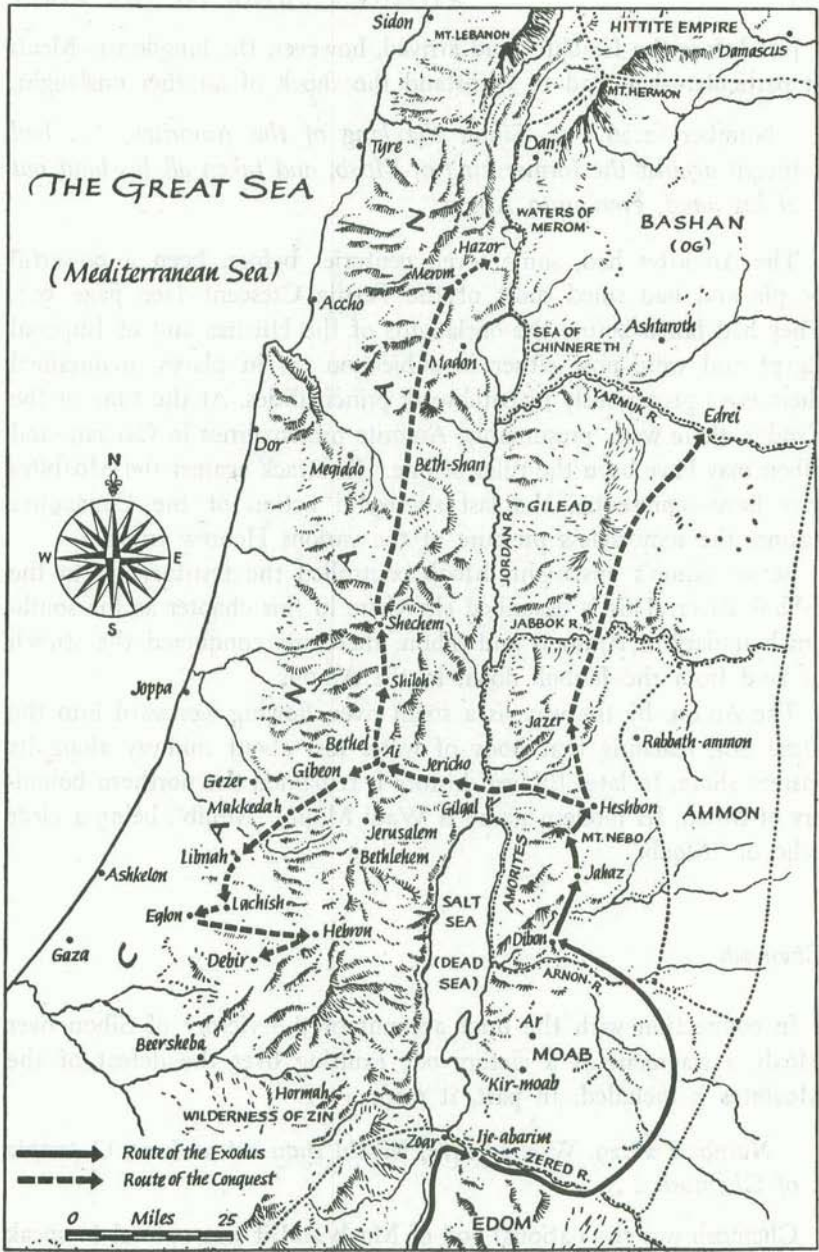 Sidon
MT. LEBANON
HITTITE EMPIRE
Damascus
MT. HERMON
Tyre
Dan
(THE GREAT SEA
(Mediterranean Sea)
WATERS OF
MEROM
BASHAN
(OG)
Hazor
Merom
Accho
SEA OF
CHINNERETH
Ashtaroth
Madon
YARMUK R.
Edrei
Dor
Megiddo
Beth-shan
GILEAD
N
W
E
S
JORDAN R.
JABBOK R.
Shechem
Shiloh
Joppa
Jazer
Bethel
Jericho
Rabbath-ammon
Gezer
Gibeon
Gilgal
Heshbon
AMMON
Makkedah
Jerusalem
MT. NEBO
Libnah
Bethlehem
Jahaz
AMORITES
Ashkelon
SALT
SEA
Lachish
Eglon
Hebron
Dibon
(DEAD
SEA)
Gaza
Debir
ARNON R.
CANAAN
Beersheba
MOAB
Kir-moab
Hormah
WILDERNESS OF ZIN
Zoar
Ije-abarim
ZERED R.
EDOM
Route of the Exodus
Route of the Conquest
0 Miles 25